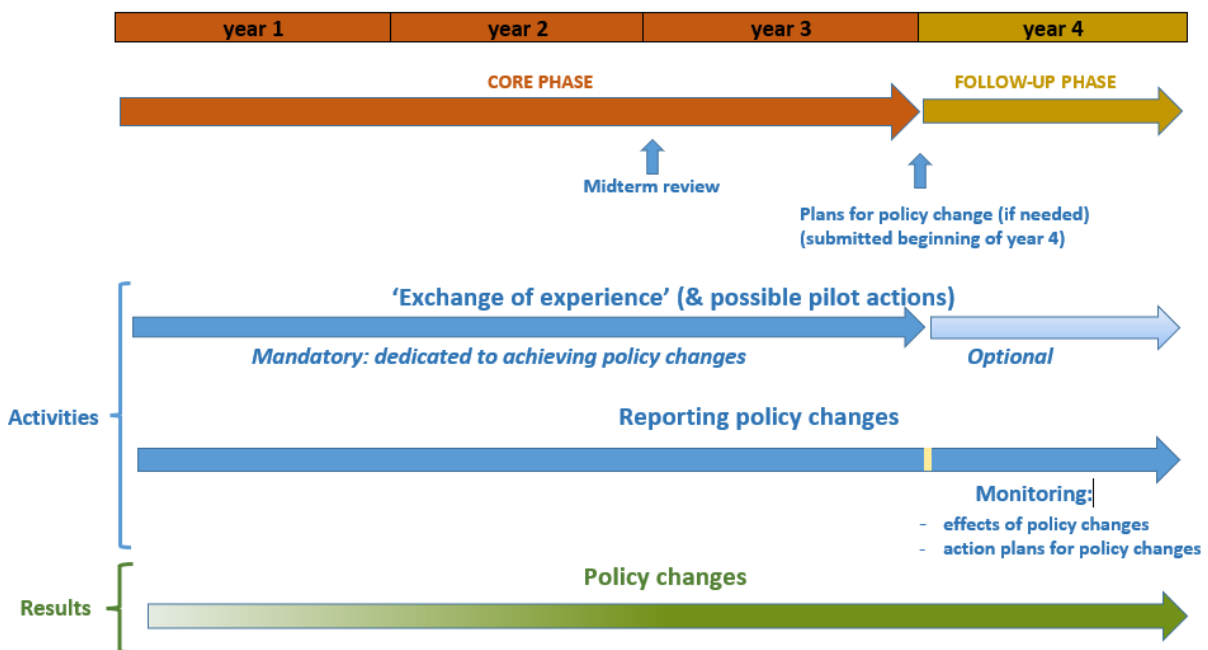 year 1
year 2
year 3
year 4
CORE PHASE
FOLLOW-UP PHASE
Midterm review
Plans for policy change (if needed)
(submitted beginning of year 4)
‘Exchange of experience’ (& possible pilot actions)
Mandatory: dedicated to achieving policy changes
Optional
Activities
Reporting policy changes
Monitoring:
- effects of policy changes
- action plans for policy changes
Policy changes
Results